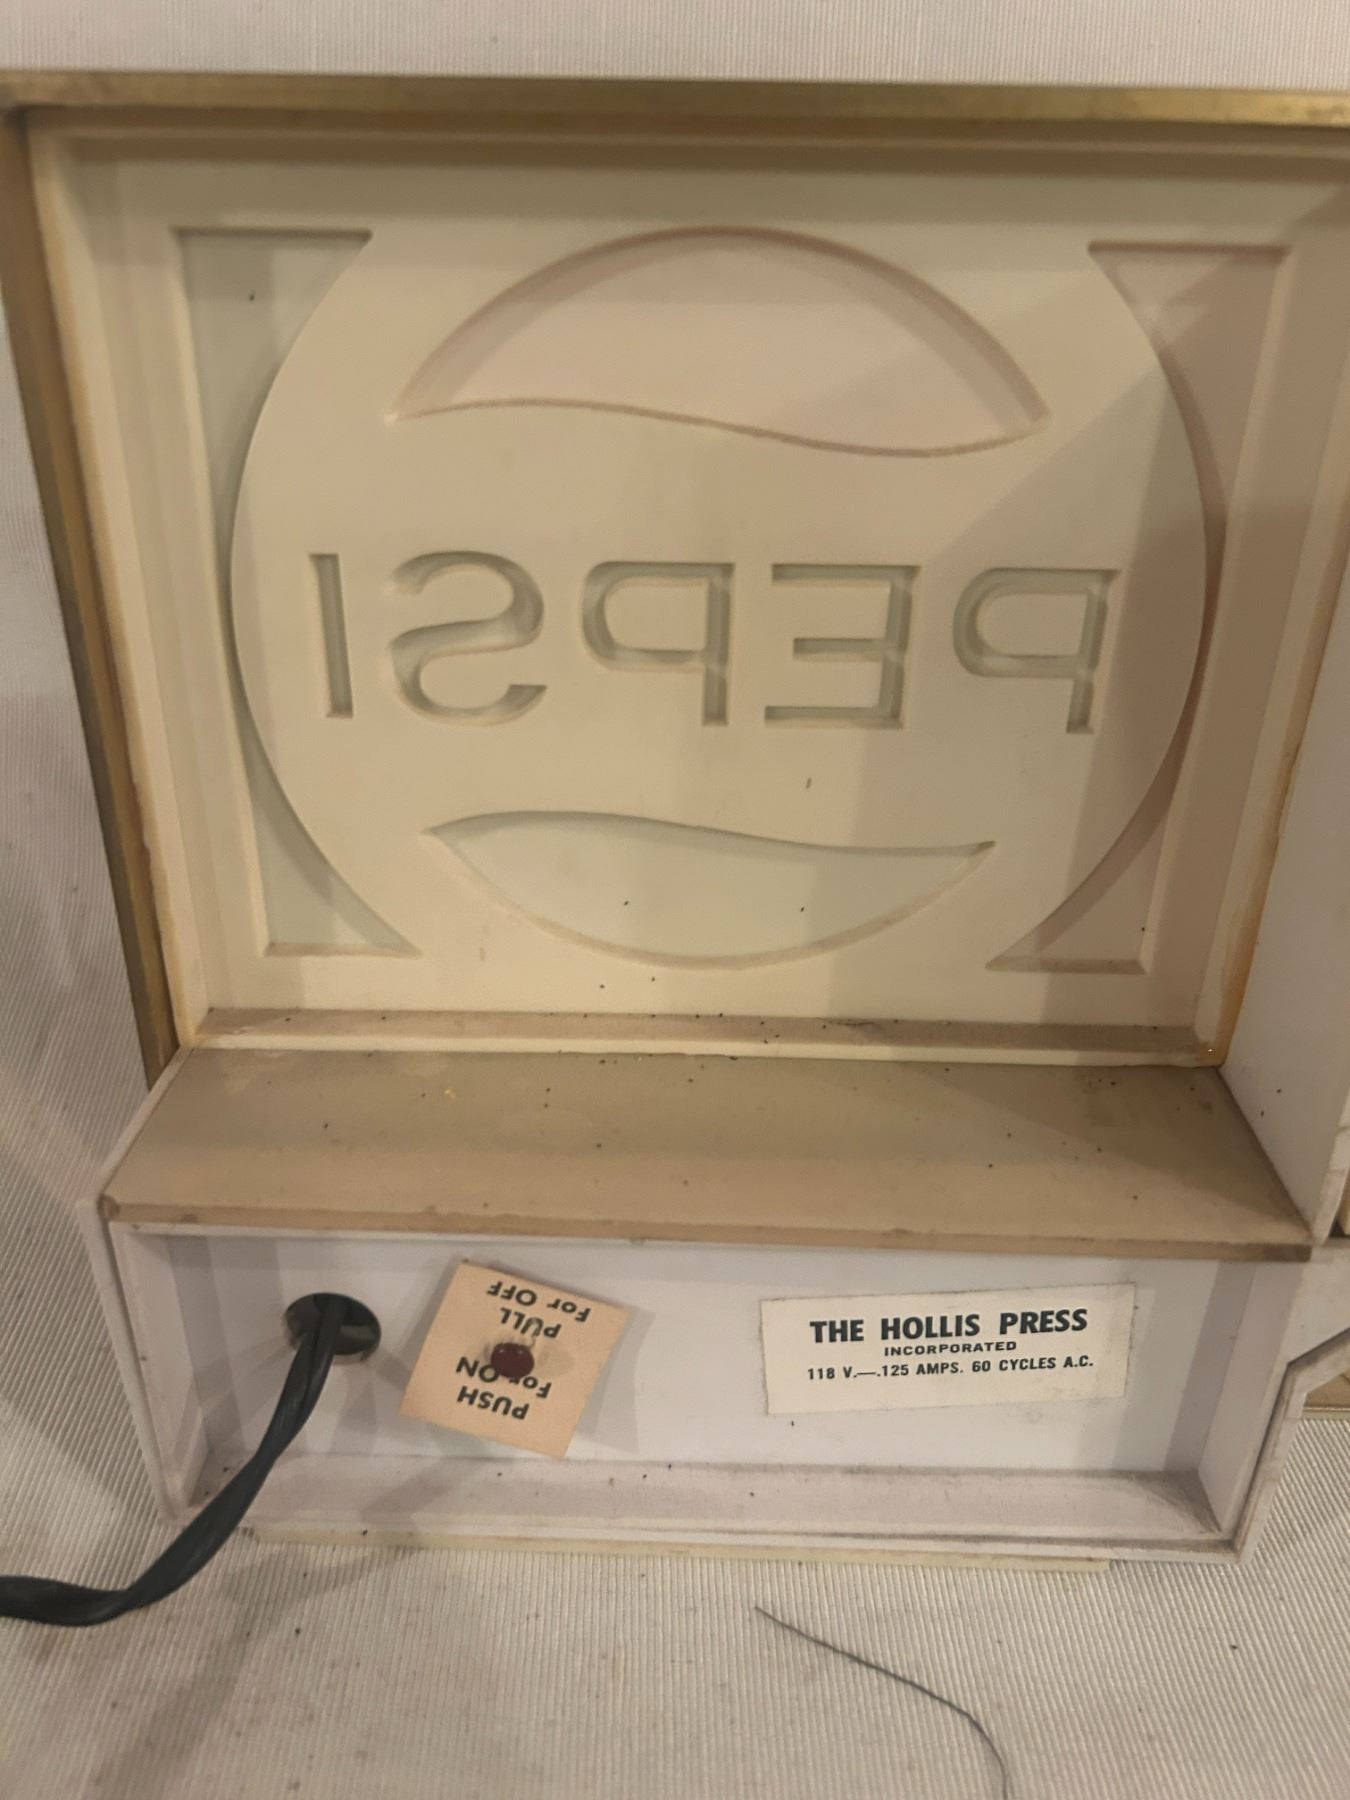 PEPSI
For OFF
PULL
For ON
PUSH
THE HOLLIS PRESS
INCORPORATED
118 V.—.125 AMPS. 60 CYCLES A.C.